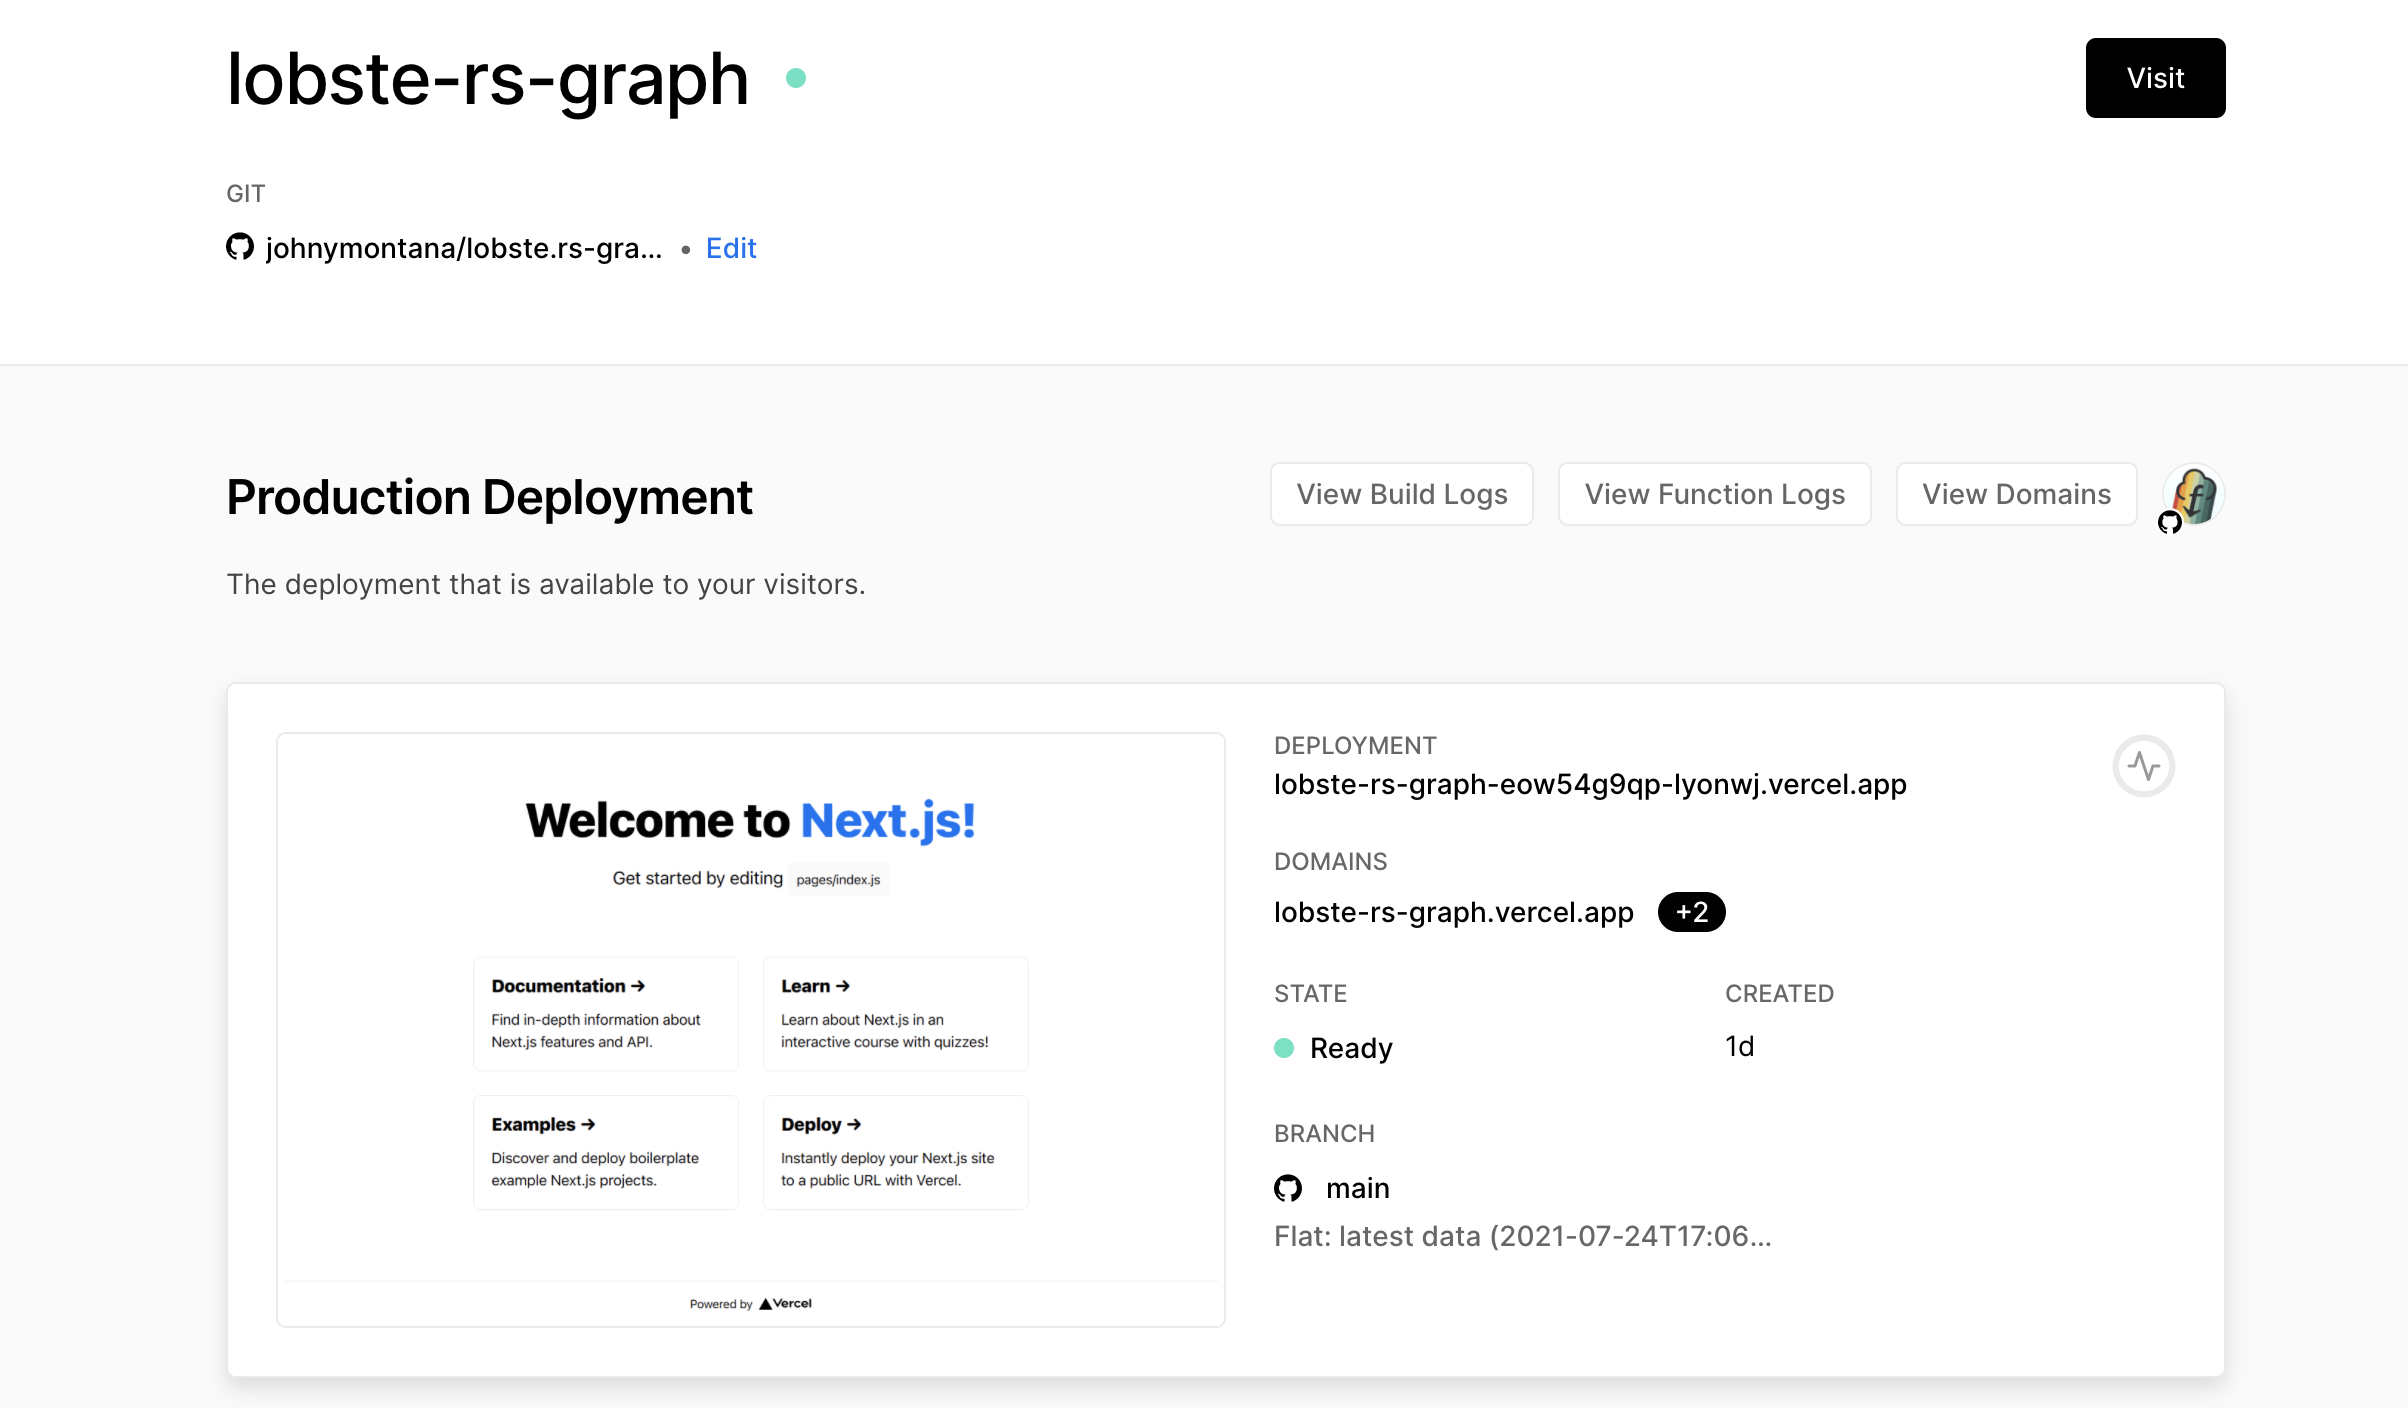 lobste-rs-graph
Visit
GIT
johnymontana/lobste.rs-gra... • Edit
Production Deployment
View Build Logs
View Function Logs
View Domains
The deployment that is available to your visitors.
Welcome to Next.js!
Get started by editing pages/index.js
Documentation →
Find in-depth information about
Next.js features and API.
Learn →
Learn about Next.js in an
interactive course with quizzes!
Examples →
Discover and deploy boilerplate
example Next.js projects.
Deploy →
Instantly deploy your Next.js site
to a public URL with Vercel.
Powered by ▲Vercel
DEPLOYMENT
lobste-rs-graph-eow54g9qp-lyonwj.vercel.app
DOMAINS
lobste-rs-graph.vercel.app +2
STATE
Ready
CREATED
1d
BRANCH
main
Flat: latest data (2021-07-24T17:06...